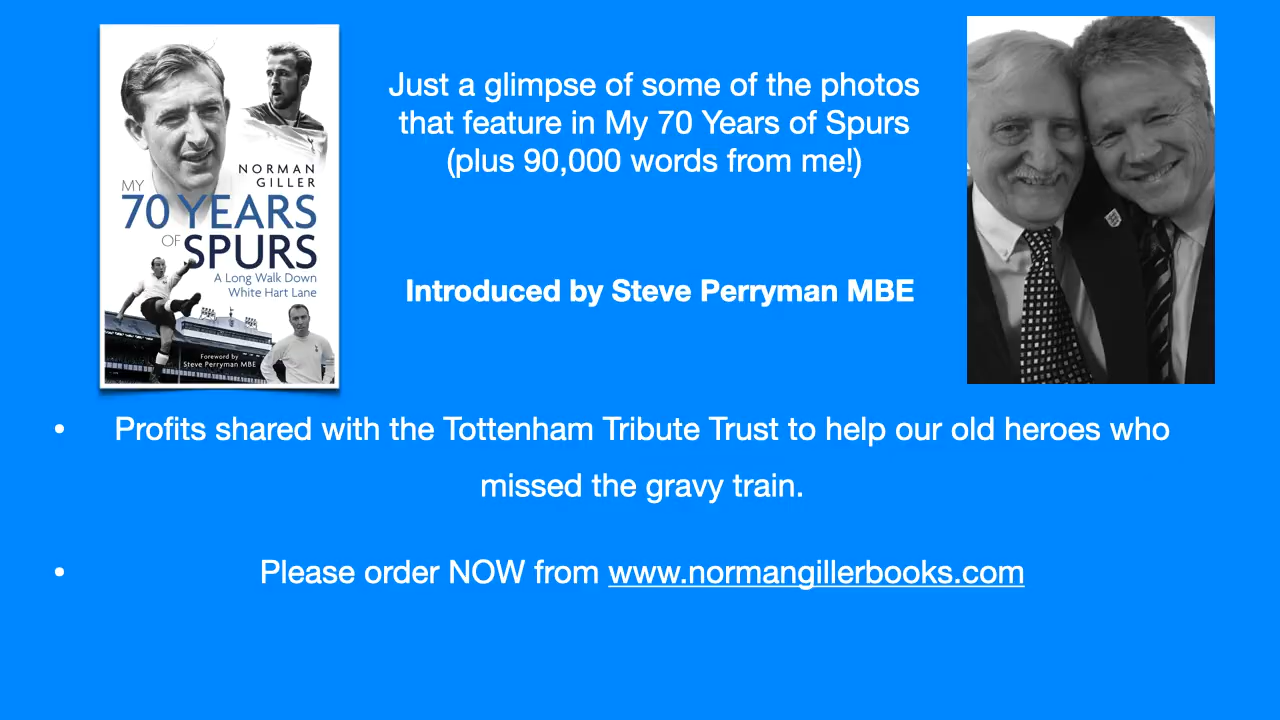 NORMAN
GILLER
MY
70 YEARS
OF SPURS
A Long Walk Down
White Hart Lane
Foreword by
Steve Perryman MBE
Just a glimpse of some of the photos
that feature in My 70 Years of Spurs
(plus 90,000 words from me!)
Introduced by Steve Perryman MBE
• Profits shared with the Tottenham Tribute Trust to help our old heroes who
missed the gravy train.
• Please order NOW from www.normangillerbooks.com